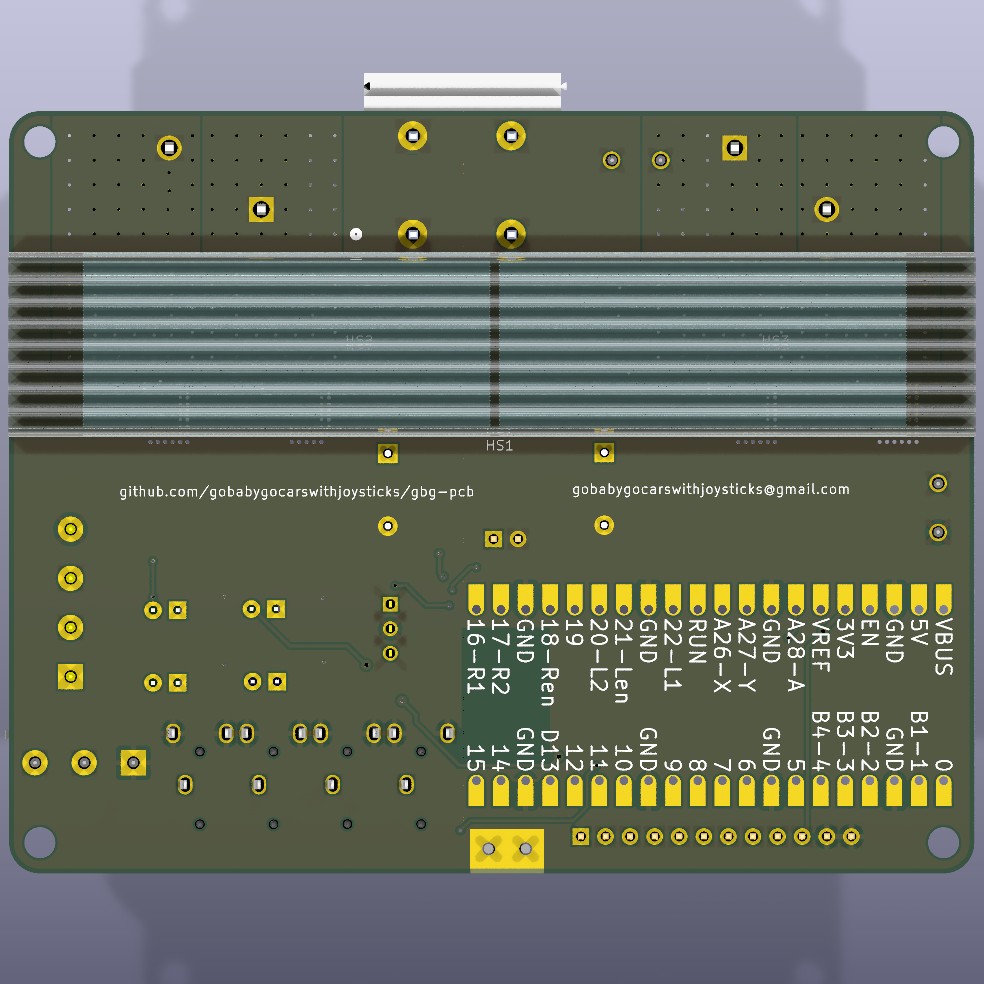 HS2
HS3
HS1
github.com/gobabygocarswithjoysticks/gbg-pcb
gobabygocarswithjoysticks@gmail.com
16-R1
17-R2
GND
18-Ren
19
20-L2
21-Len
GND
22-L1
RUN
A26-X
A27-Y
GND
A28-A
VREF
3V3
EN
GND
5V
VBUS
15
14
GND
D13
12
11
10
GND
9
8
7
6
GND
5
B4-4
B3-3
B2-2
GND
B1-1
0